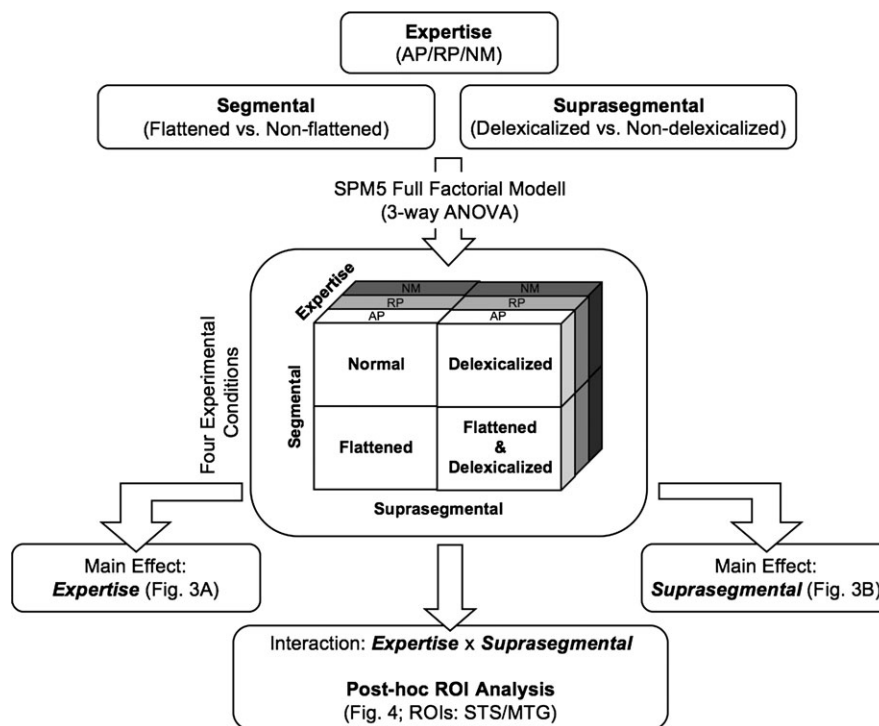 Expertise
(AP/RP/NM)
Segmental
(Flattened vs. Non-flattened)
Suprasegmental
(Delexicalized vs. Non-delexicalized)
SPM5 Full Factorial Modell
(3-way ANOVA)
Four Experimental
Conditions
Expertise
NM NM
RP RP
AP AP
Segmental
Normal
Delexicalized
Flattened
Flattened
&
Delexicalized
Suprasegmental
Main Effect:
Expertise (Fig. 3A)
Main Effect:
Suprasegmental (Fig. 3B)
Interaction: Expertise x Suprasegmental
Post-hoc ROI Analysis
(Fig. 4; ROIs: STS/MTG)